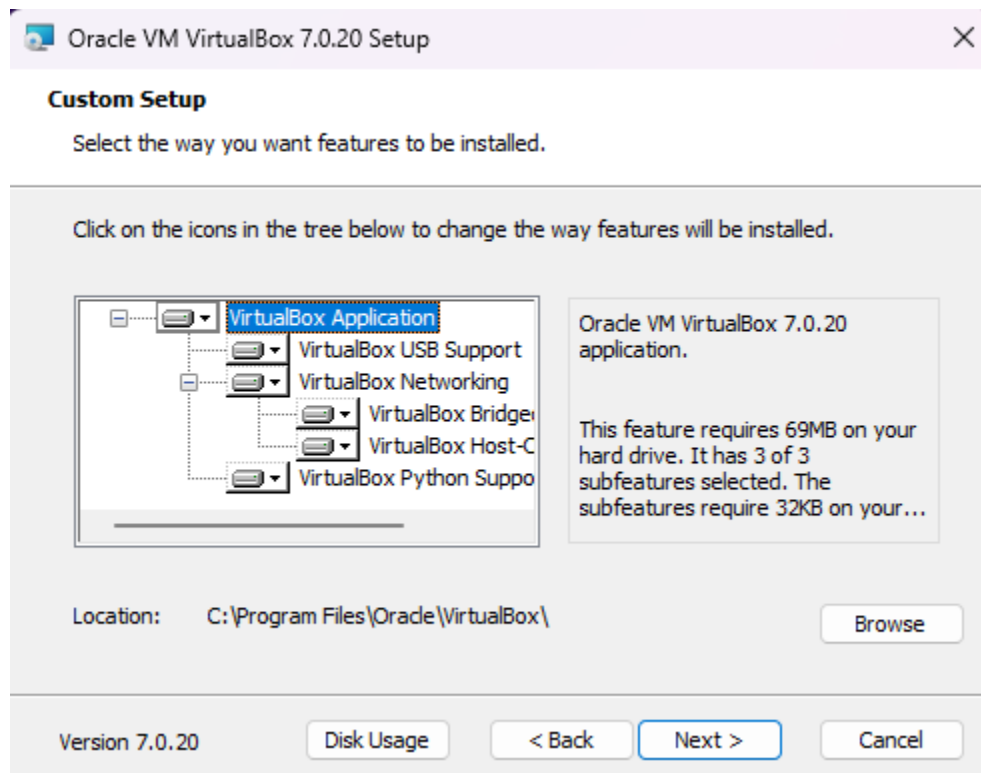 Oracle VM VirtualBox 7.0.20 Setup
Custom Setup
Select the way you want features to be installed.
Click on the icons in the tree below to change the way features will be installed.
VirtualBox Application
VirtualBox USB Support
VirtualBox Networking
VirtualBox Bridge
VirtualBox Host-C
VirtualBox Python Suppo
Oracle VM VirtualBox 7.0.20
application.
This feature requires 69MB on your
hard drive. It has 3 of 3
subfeatures selected. The
subfeatures require 32KB on your...
Location: C:\Program Files\Oracle\VirtualBox\
Browse
Version 7.0.20 Disk Usage < Back Next > Cancel